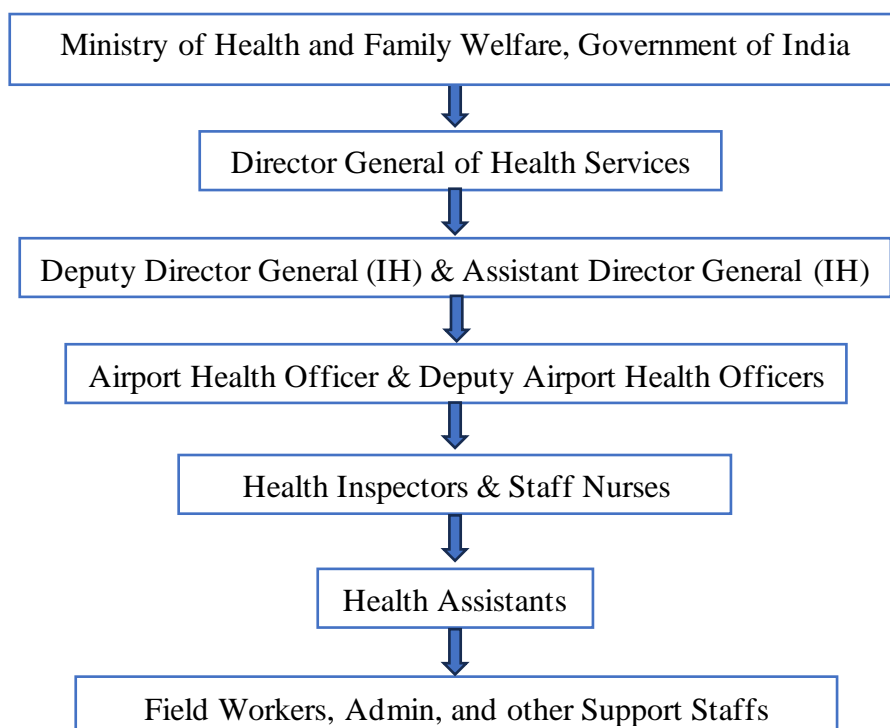 Ministry of Health and Family Welfare, Government of India
Director General of Health Services
Deputy Director General (IH) & Assistant Director General (IH)
Airport Health Officer & Deputy Airport Health Officers
Health Inspectors & Staff Nurses
Health Assistants
Field Workers, Admin, and other Support Staffs